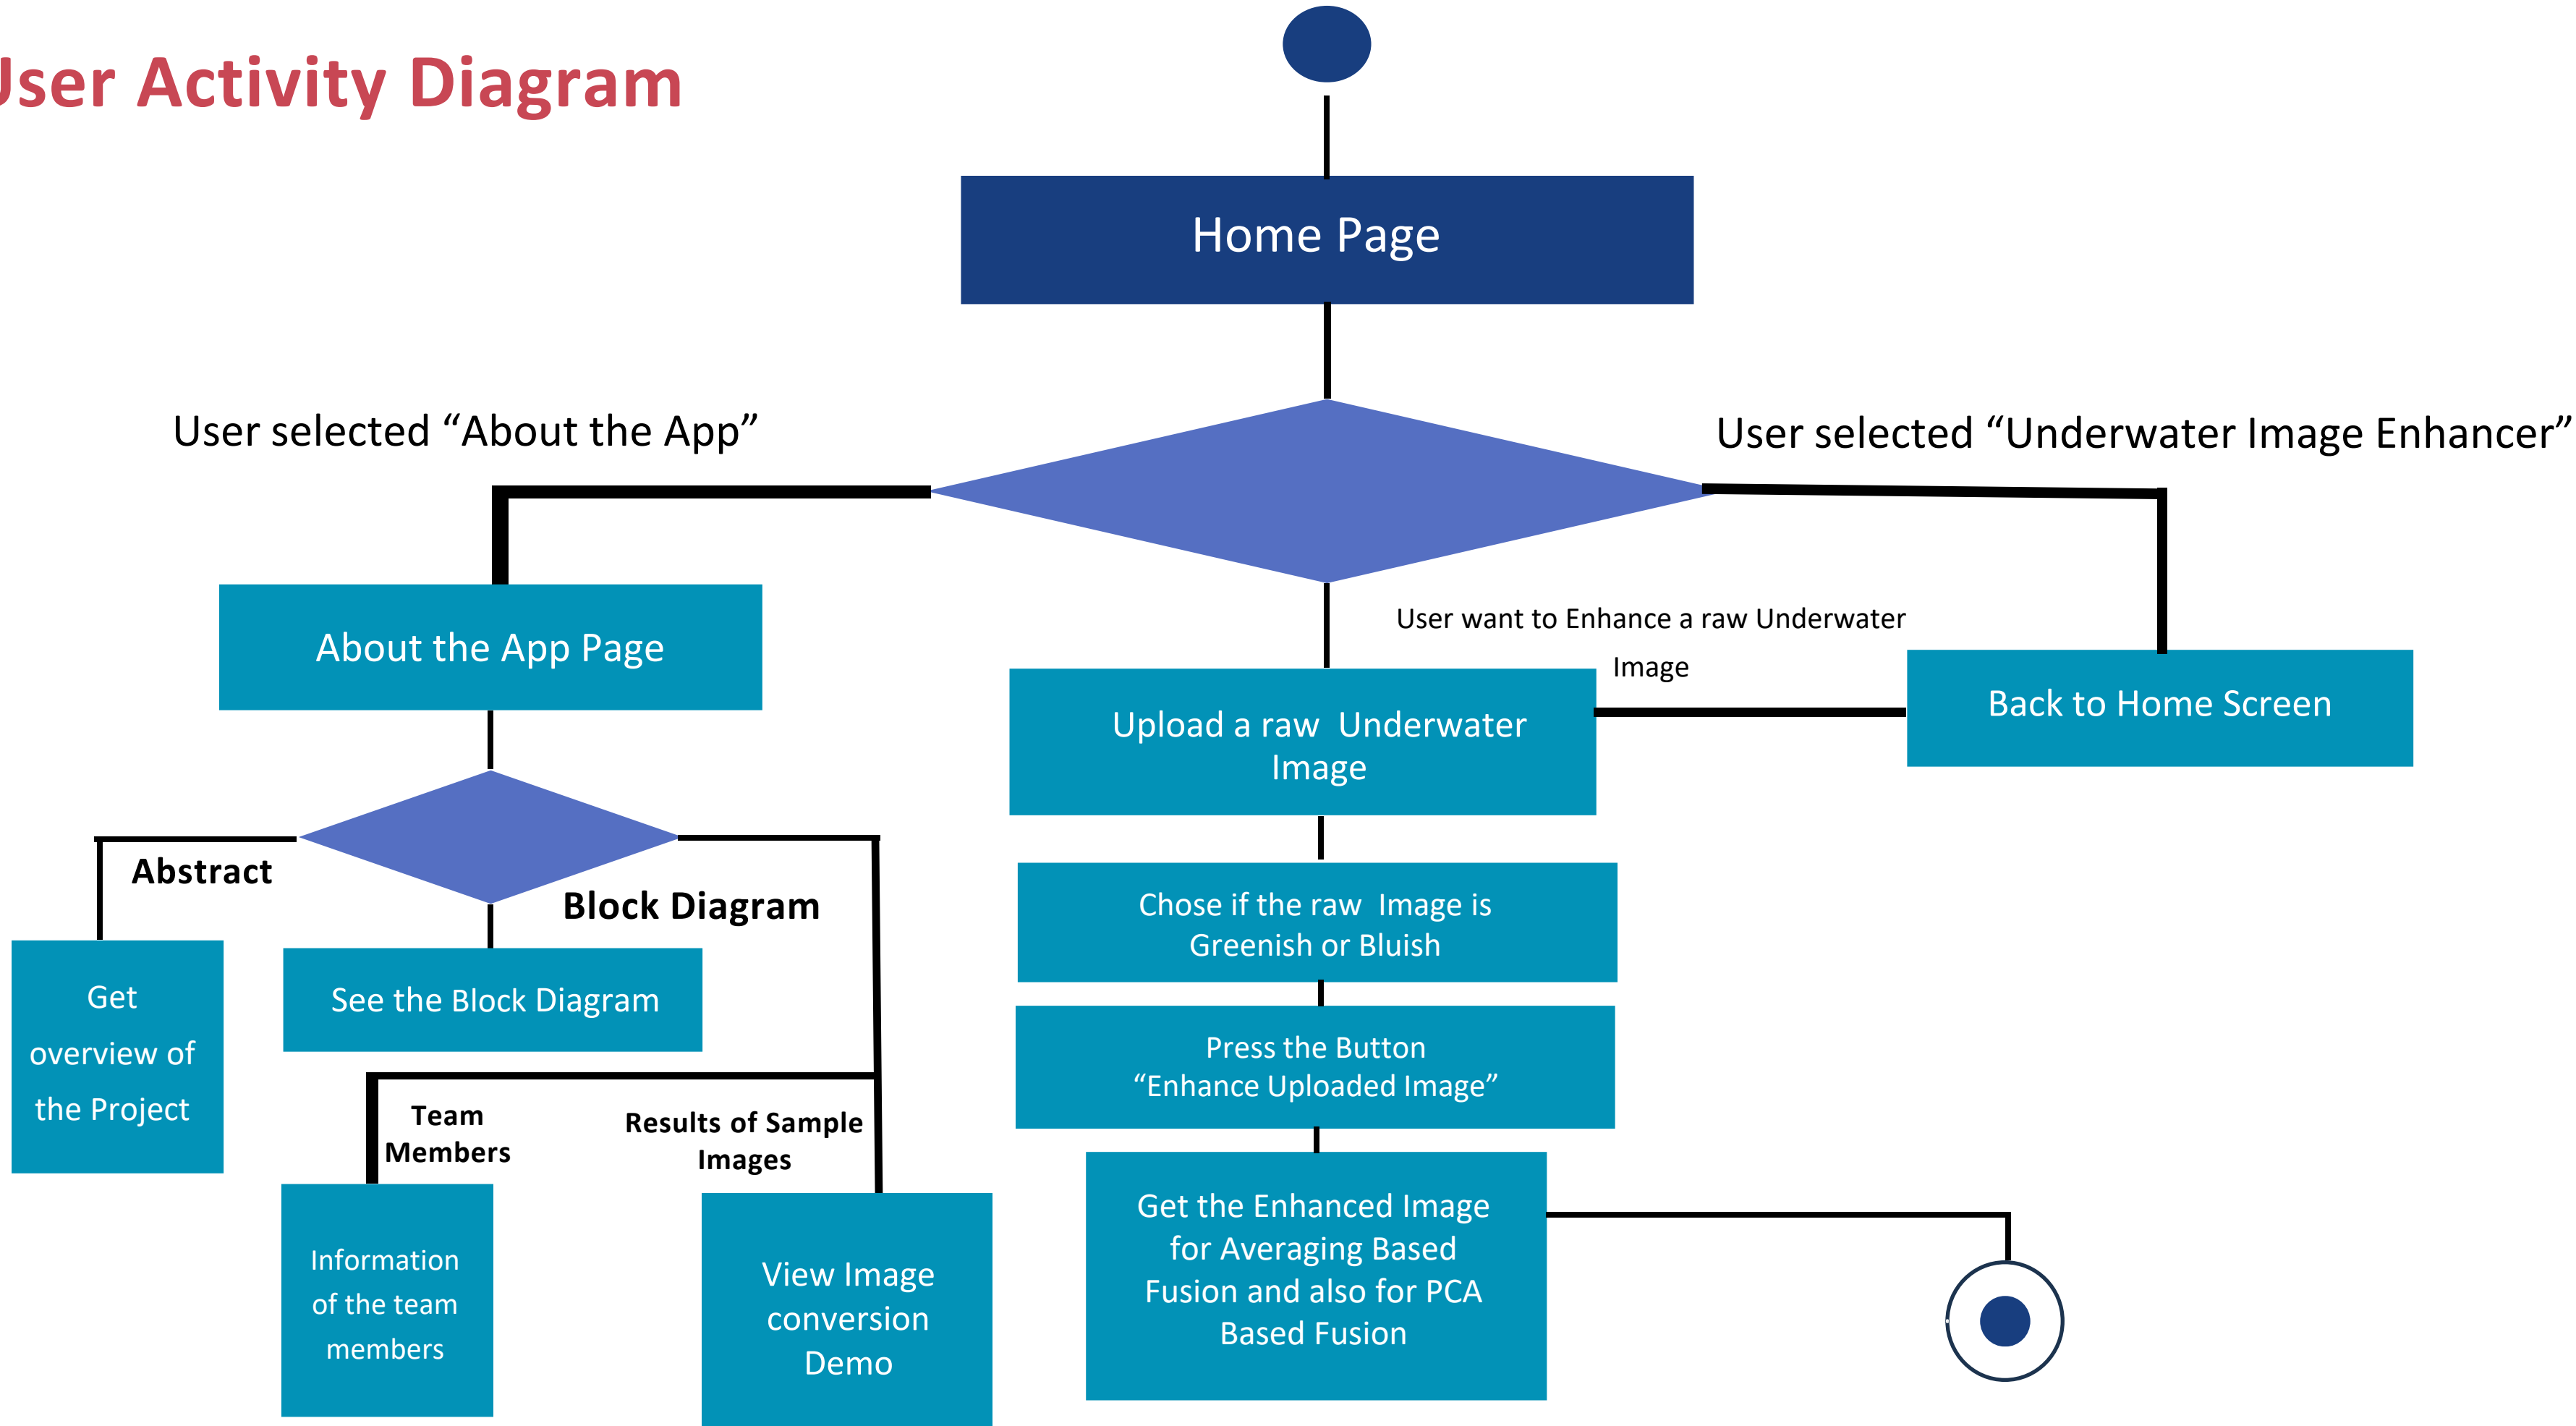 User Activity Diagram
Home Page
User selected “About the App”
User selected “Underwater Image Enhancer”
About the App Page
User want to Enhance a raw Underwater
Image
Upload a raw  Underwater
Image
Back to Home Screen
Abstract
Block Diagram
Chose if the raw  Image is
Greenish or Bluish
Get
overview of
the Project
See the Block Diagram
Press the Button
“Enhance Uploaded Image”
Team
Members
Results of Sample
Images
Information
of the team
members
View Image
conversion
Demo
Get the Enhanced Image
for Averaging Based
Fusion and also for PCA
Based Fusion